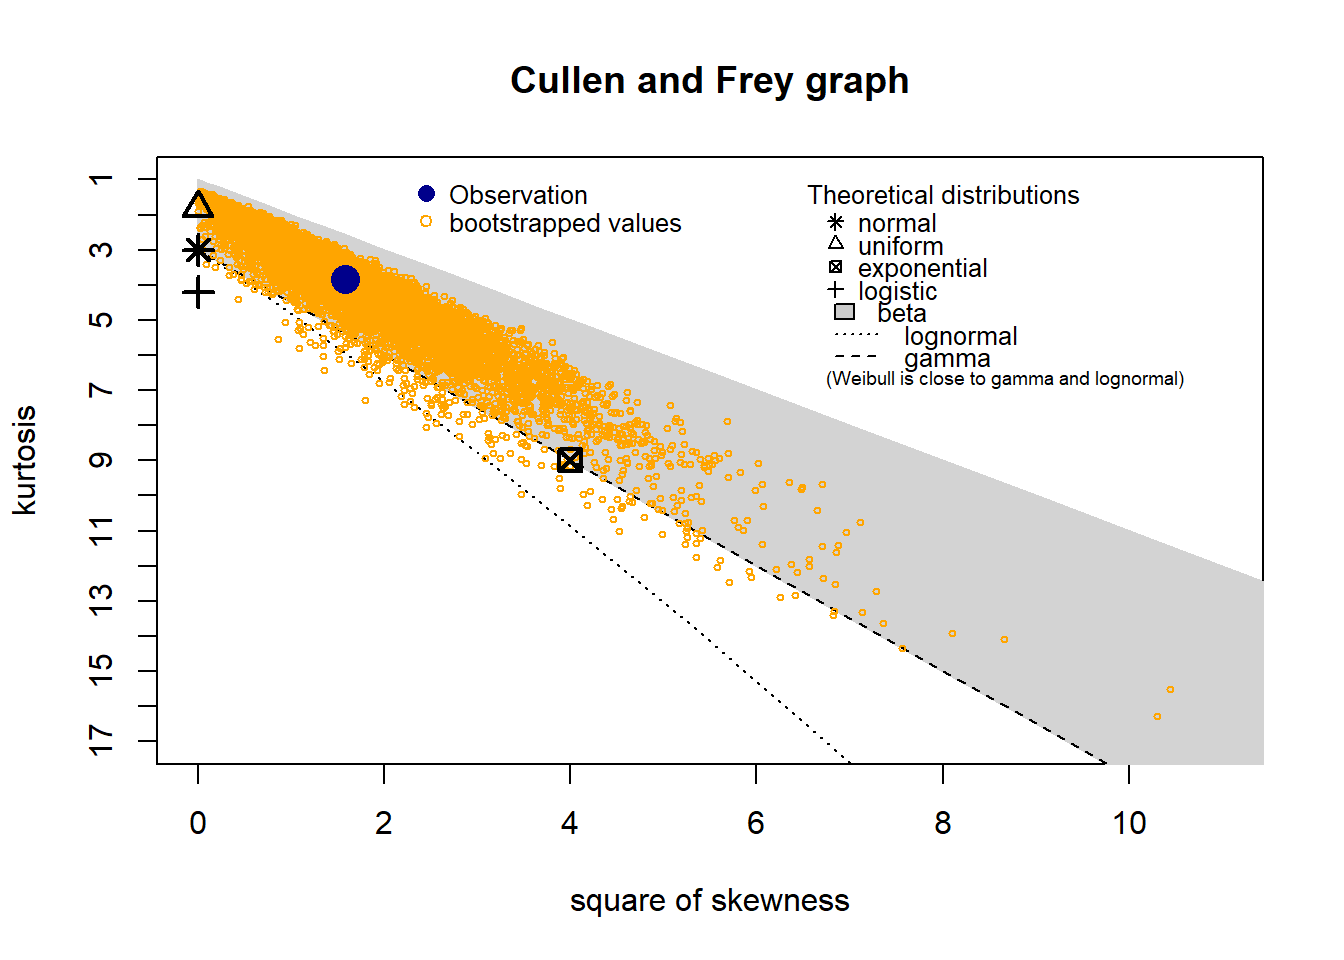 Cullen and Frey graph
Observation
bootstrapped values
Theoretical distributions
normal
uniform
exponential
logistic
beta
lognormal
gamma
(Weibull is close to gamma and lognormal)
kurtosis
1
3
5
7
9
11
13
15
17
0 2 4 6 8 10
square of skewness